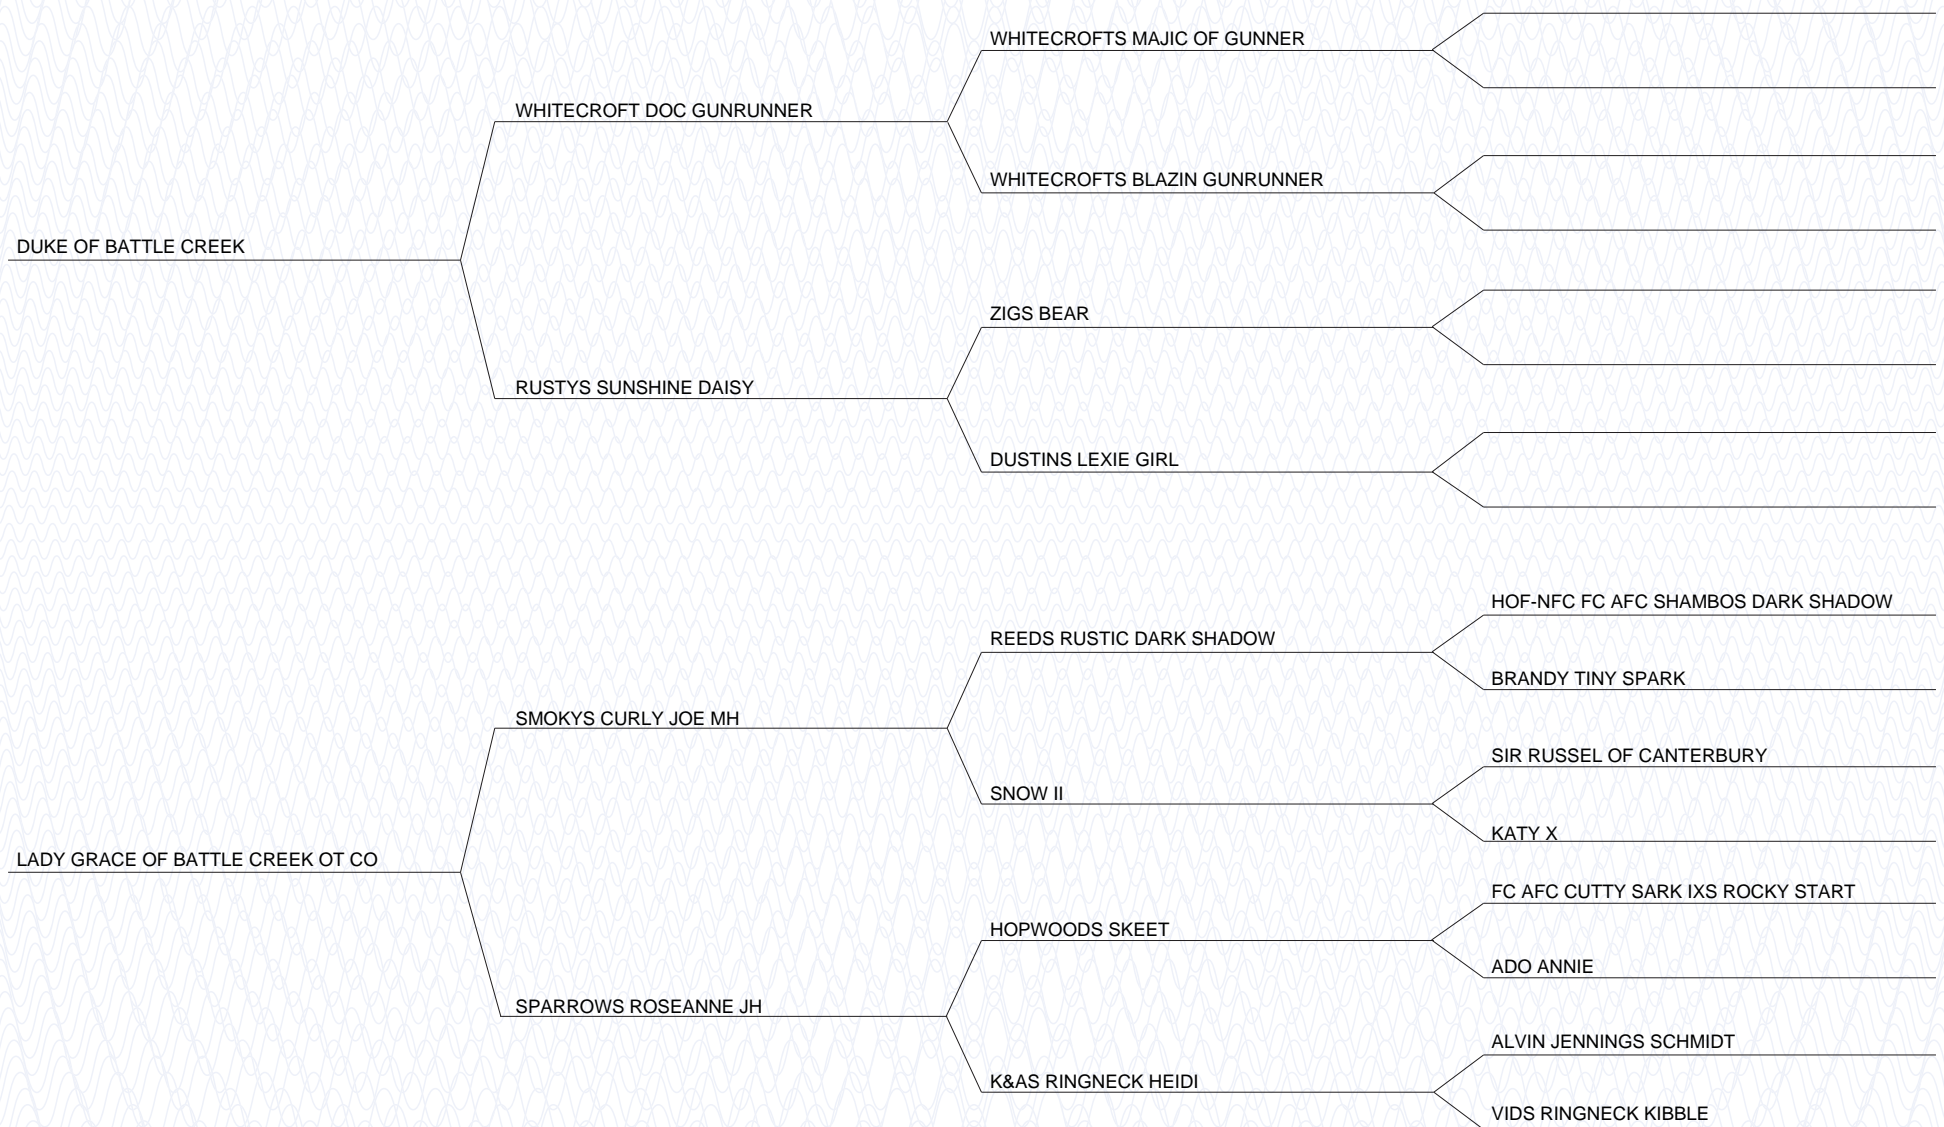 WHITECROFTS MAJIC OF GUNNER
WHITECROFT DOC GUNRUNNER
WHITECROFTS BLAZIN GUNRUNNER
DUKE OF BATTLE CREEK
ZIGS BEAR
RUSTYS SUNSHINE DAISY
DUSTINS LEXIE GIRL
HOF-NFC FC AFC SHAMBOS DARK SHADOW
REEDS RUSTIC DARK SHADOW
BRANDY TINY SPARK
SMOKYS CURLY JOE MH
SIR RUSSEL OF CANTERBURY
SNOW II
KATY X
LADY GRACE OF BATTLE CREEK OT CO
FC AFC CUTTY SARK IXS ROCKY START
HOPWOODS SKEET
ADO ANNIE
SPARROWS ROSEANNE JH
ALVIN JENNINGS SCHMIDT
K&AS RINGNECK HEIDI
VIDS RINGNECK KIBBLE